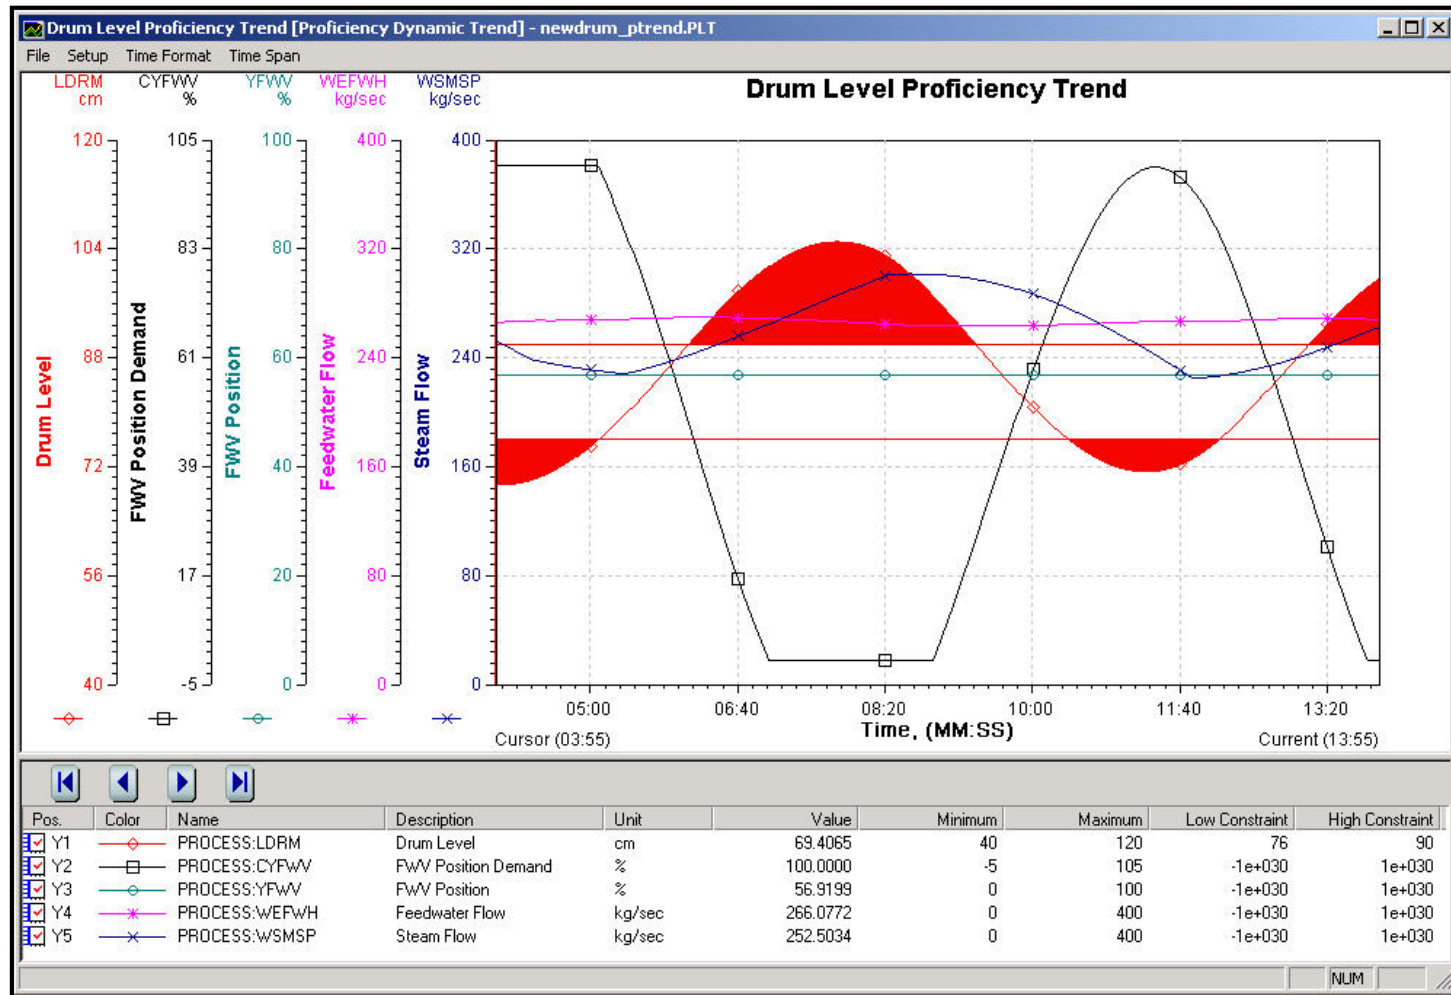 Drum Level Proficiency Trend [Proficiency Dynamic Trend] - newdrum_ptrend.PLT
File Setup Time Format Time Span
LDRM CYFWV YFWV WEFWH WSMSP
cm % % kg/sec kg/sec
Drum Level Proficiency Trend
120 105 100 400 400
104 83 80 320 320
88 61 60 240 240
72 39 40 160 160
56 17 20 80 80
40 -5 0 0 0
Drum Level
FWV Position Demand
FWV Position
Feedwater Flow
Steam Flow
05:00 06:40 08:20 10:00 11:40 13:20
Time, (MM:SS)
Cursor (03:55) Current (13:55)
Pos. Color Name Description Unit Value Minimum Maximum Low Constraint High Constraint
Y1 PROCESS:LDRM Drum Level cm 69.4065 40 120 76 90
Y2 PROCESS:CYFWV FWV Position Demand % 100.0000 -5 105 -1e+030 1e+030
Y3 PROCESS:YFWV FWV Position % 56.9199 0 100 -1e+030 1e+030
Y4 PROCESS:WEFWH Feedwater Flow kg/sec 266.0772 0 400 -1e+030 1e+030
Y5 PROCESS:WSMSP Steam Flow kg/sec 252.5034 0 400 -1e+030 1e+030
NUM